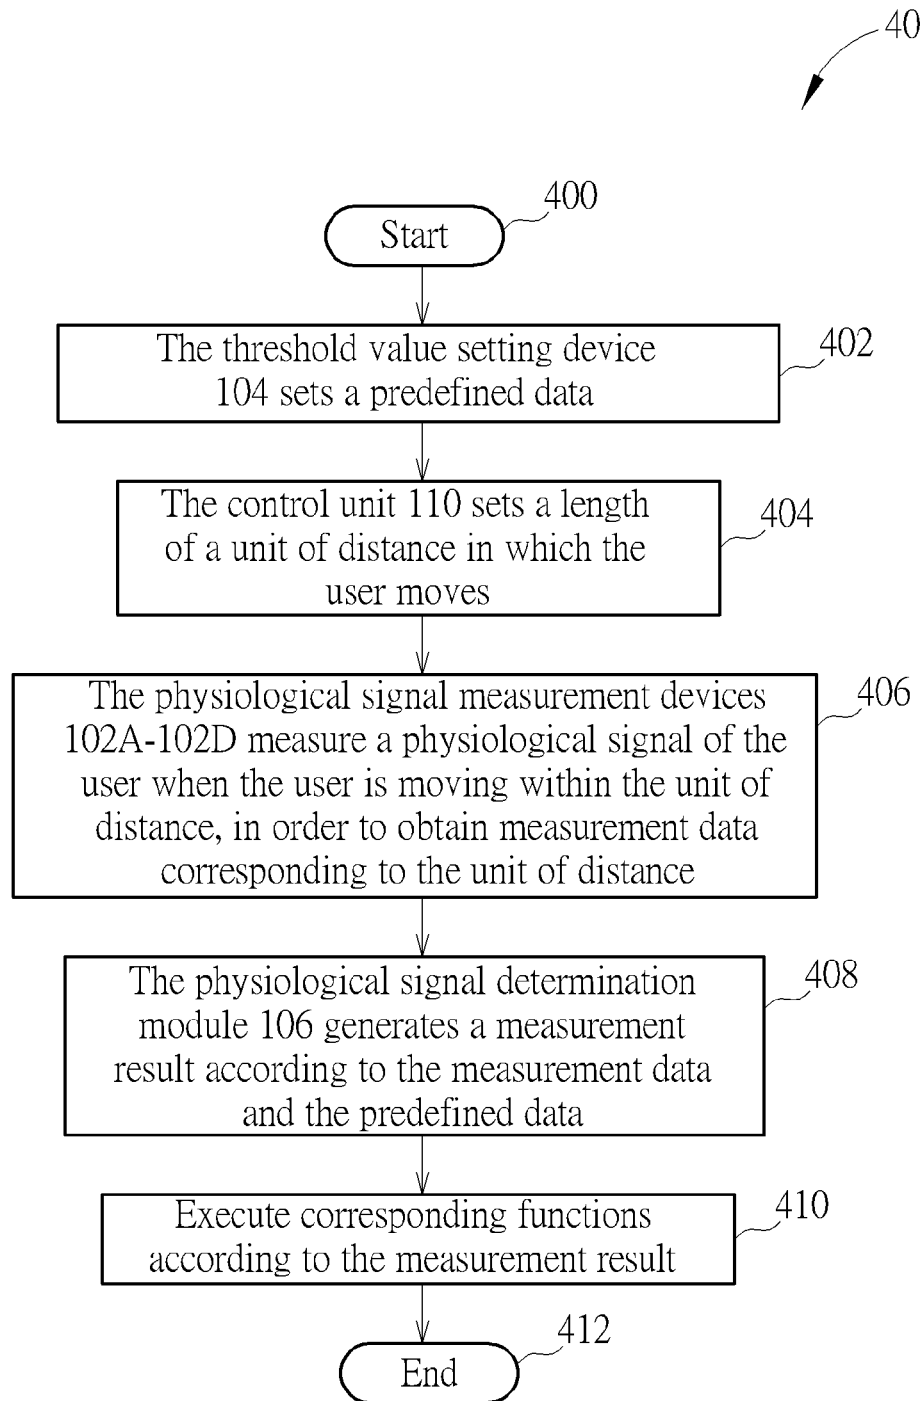 40
Start
400
The threshold value setting device
104 sets a predefined data
402
The control unit 110 sets a length
of a unit of distance in which the
user moves
404
The physiological signal measurement devices
102A-102D measure a physiological signal of the
user when the user is moving within the unit of
distance, in order to obtain measurement data
corresponding to the unit of distance
406
The physiological signal determination
module 106 generates a measurement
result according to the measurement data
and the predefined data
408
Execute corresponding functions
according to the measurement result
410
End
412